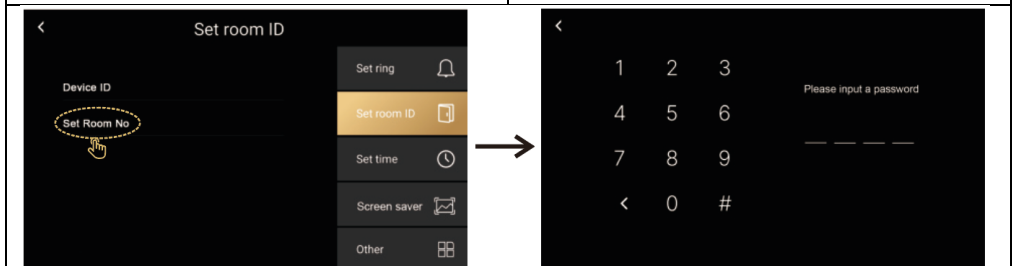 Set room ID
Device ID
Set Room No
Set ring
Set room ID
Set time
Screen saver
Other
1 2 3
4 5 6
7 8 9
< 0 #
Please input a password